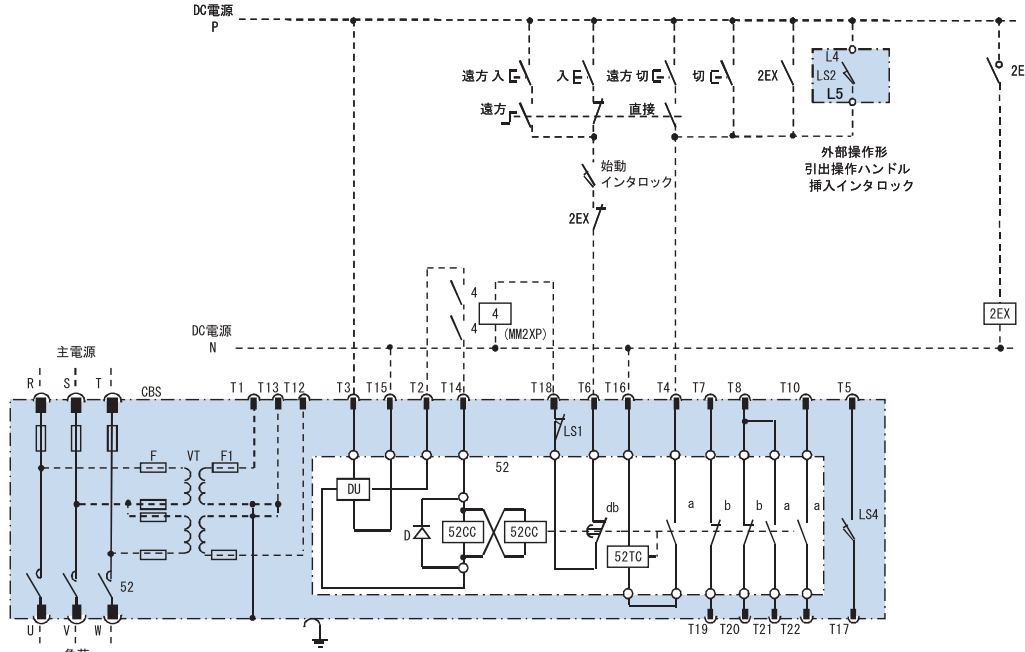 DC電源
P
遠方 入
入
遠方 切
切
2EX
L4
LS2
L5
2E
遠方
直接
外部操作形
引出操作ハンドル
挿入インタロック
始動
インタロック
2EX
4
4
4
(MM2XP)
2EX
DC電源
N
主電源
R
S
T
CBS
T1
T13
T12
T3
T15
T2
T14
T18
T6
T16
T4
T7
T8
T10
T5
LS1
F
VT
F1
52
DU
D
52CC
52CC
db
52TC
a
b
b
a
a
LS4
52
U
V
W
T19
T20
T21
T22
T17